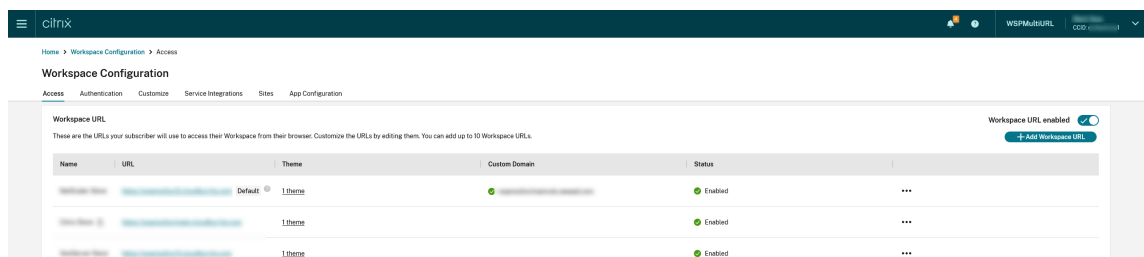 citrix
4
WSPMultiURL
CCID:
Home > Workspace Configuration > Access
Workspace Configuration
Access Authentication Customize Service Integrations Sites App Configuration
Workspace URL
Workspace URL enabled
These are the URLs your subscriber will use to access their Workspace from their browser. Customize the URLs by editing them. You can add up to 10 Workspace URLs.
+ Add Workspace URL
Name URL Theme Custom Domain Status
Default 1 theme Enabled •••
1 theme Enabled •••
1 theme Enabled •••